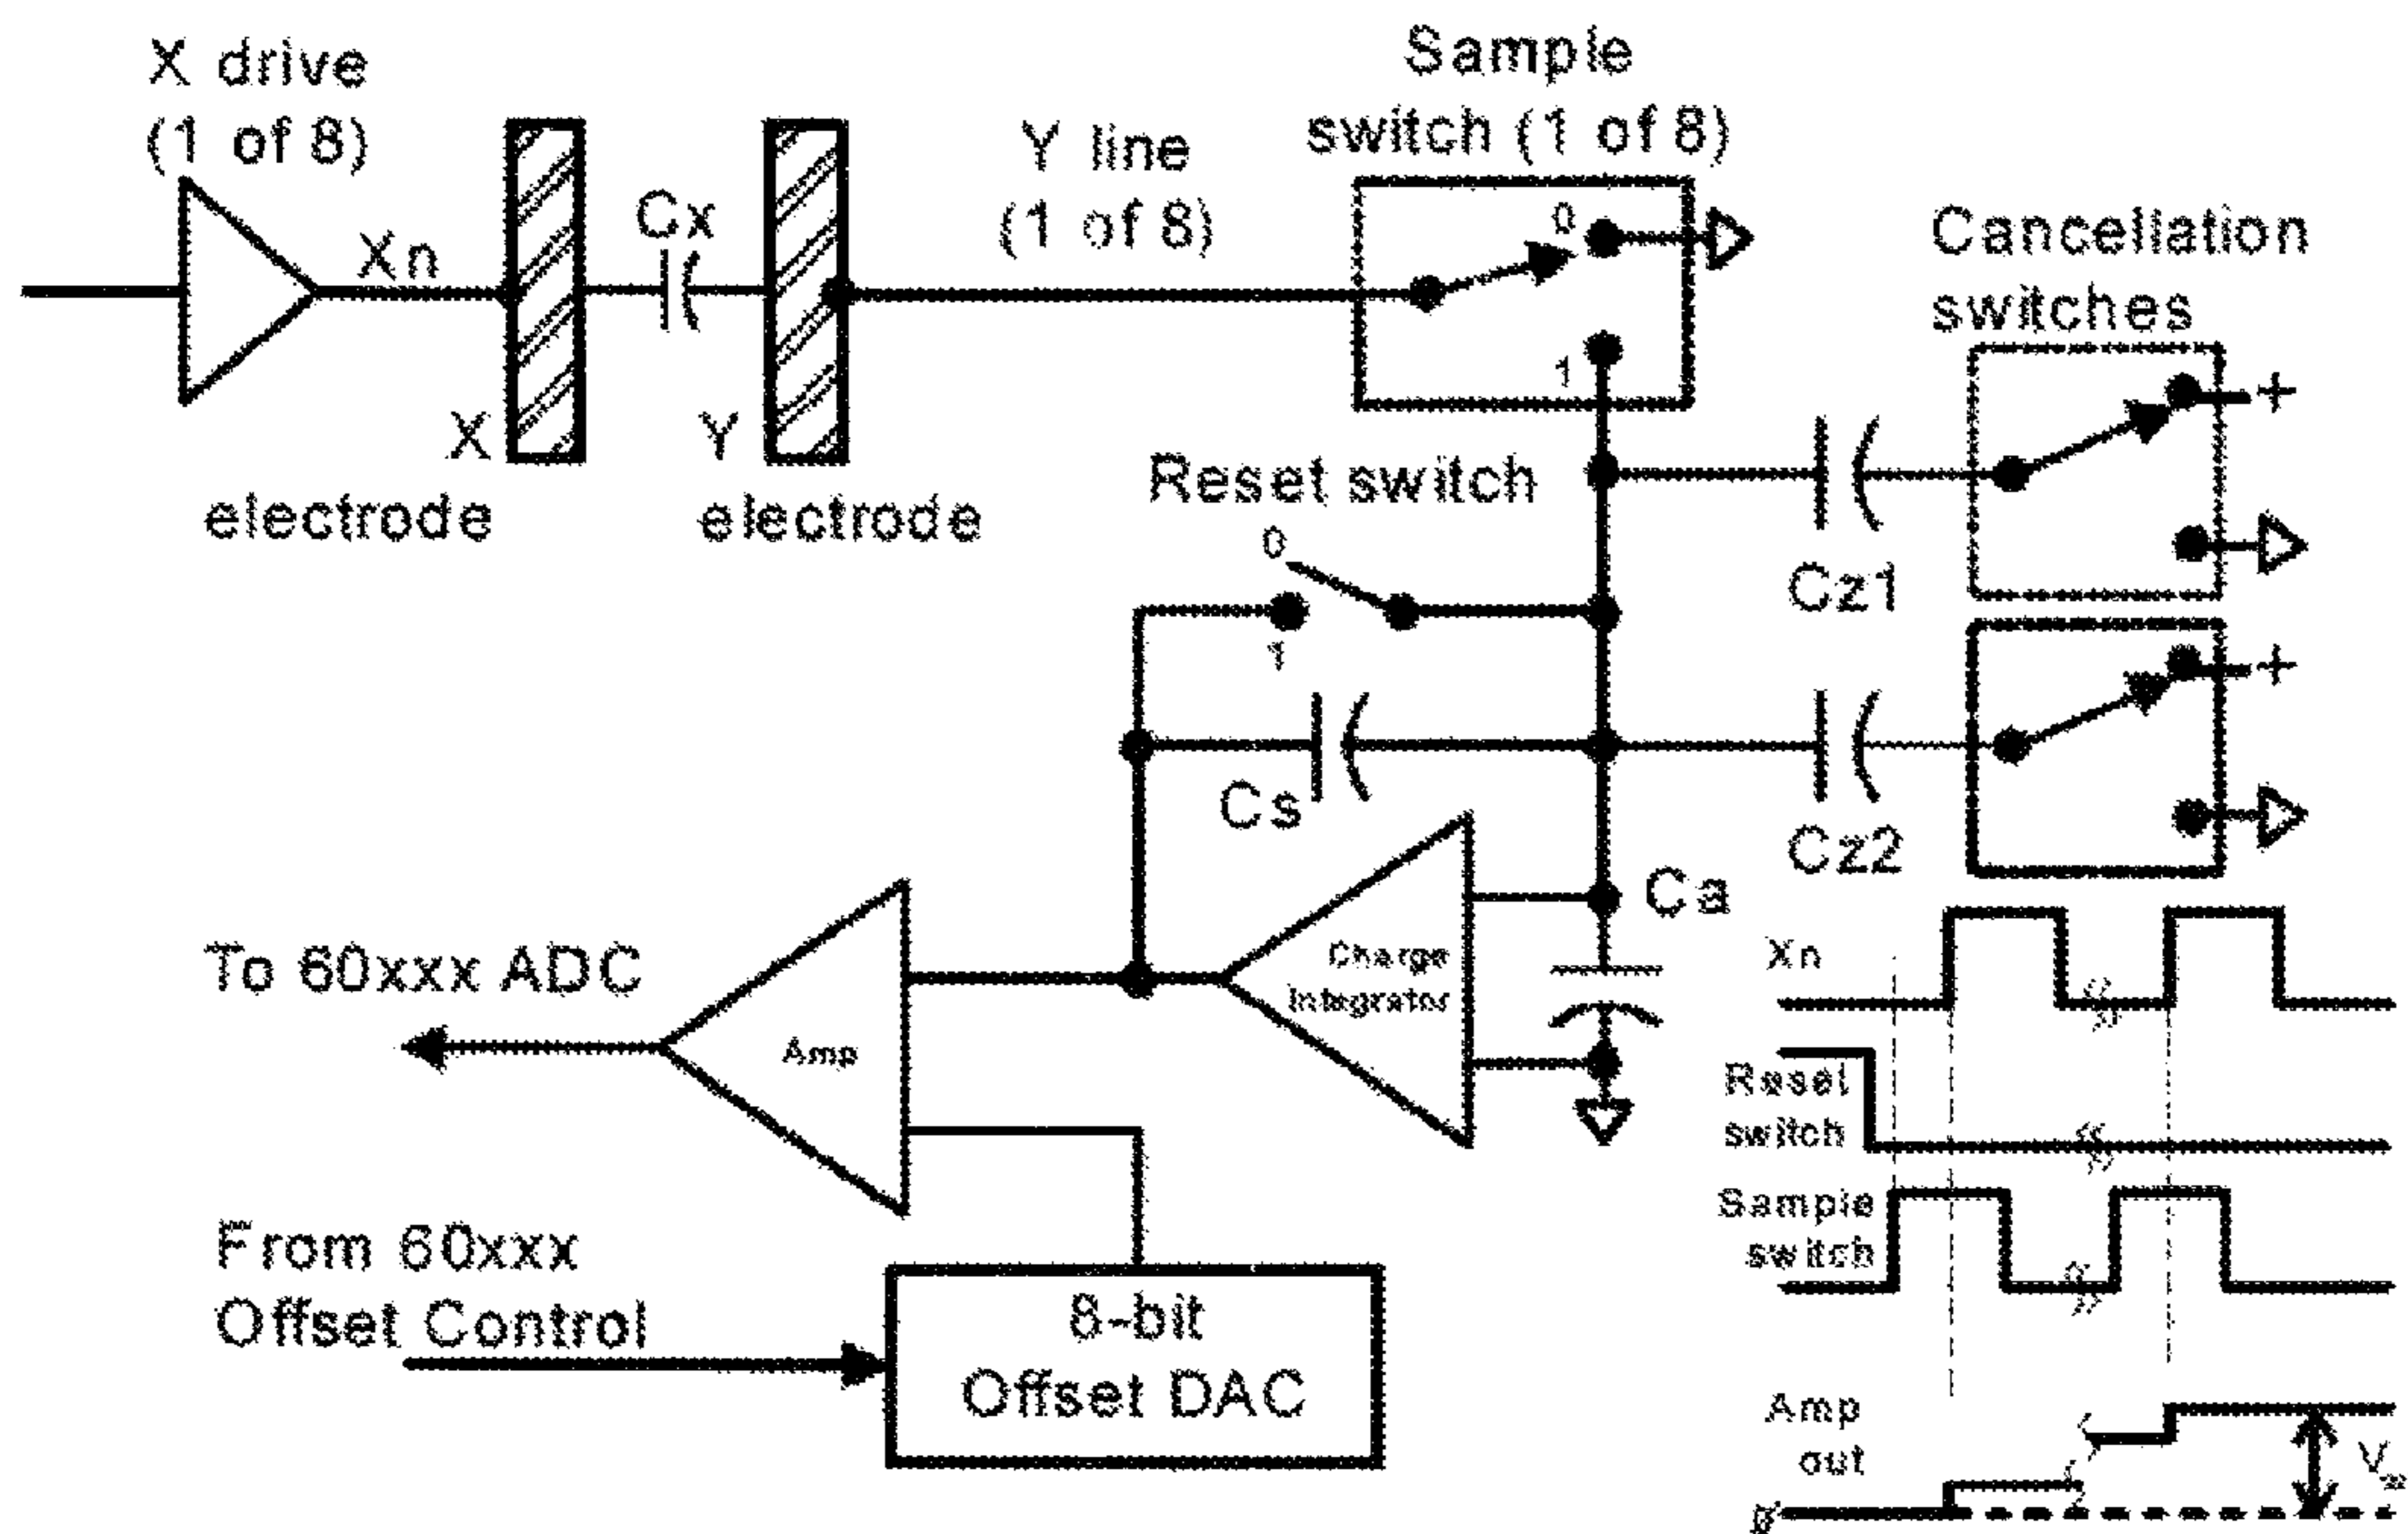 X drive
(1 of 8)
Xn
Cx
X
electrode
Y
electrode
Y line
(1 of 8)
Sample
switch (1 of 8)
0
1
Cancellation
switches
+
Cz1
+
Cz2
Reset switch
0
1
Cs
Ca
Charge
Integrator
Amp
To 60xxx ADC
From 60xxx
Offset Control
8-bit
Offset DAC
Xn
Reset
switch
Sample
switch
Amp
out